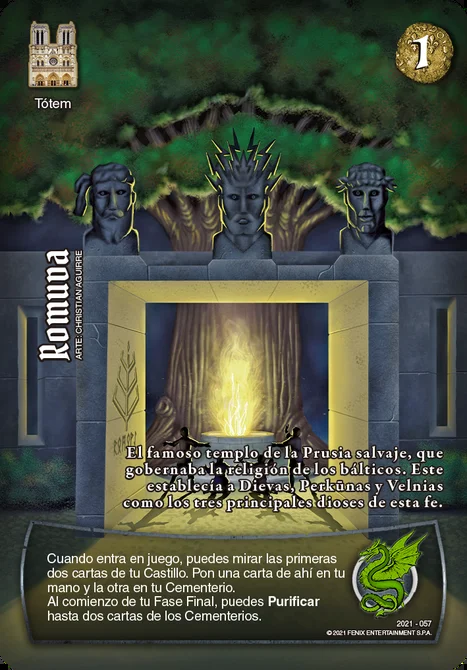 1
Tótem
Romuva
ARTE: CHRISTIAN AGUIRRE
El famoso templo de la Prusia salvaje, que
gobernaba la religión de los bálticos. Este
establecía a Dievas, Perkūnas y Velnias
como los tres principales dioses de esta fe.
Cuando entra en juego, puedes mirar las primeras
dos cartas de tu Castillo. Pon una carta de ahí en tu
mano y la otra en tu Cementerio.
Al comienzo de tu Fase Final, puedes Purificar
hasta dos cartas de los Cementerios.
2021 - 057
© 2021 FENIX ENTERTAINMENT S.P.A.